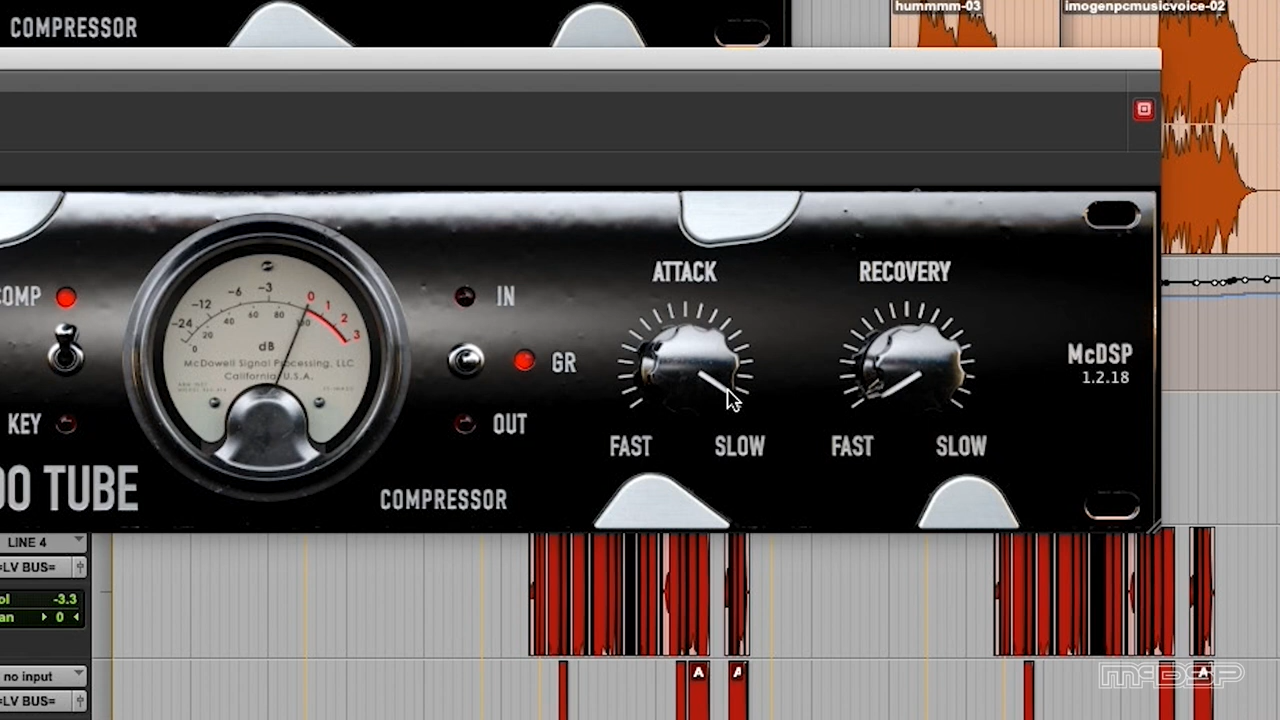 COMPRESSOR
hummmm-03
imogenpcmusicvoice-02
ATTACK
RECOVERY
COMP
IN
-24
-12
-6
-3
0
1
2
3
0
20
40
60
80
100
dB
McDowell Signal Processing, LLC
California U.S.A.
GR
McDSP
1.2.18
KEY
OUT
FAST
SLOW
FAST
SLOW
TUBE
COMPRESSOR
LINE 4
=LV BUS=
-3.3
0
no input
=LV BUS=
A
A
A
McDSP